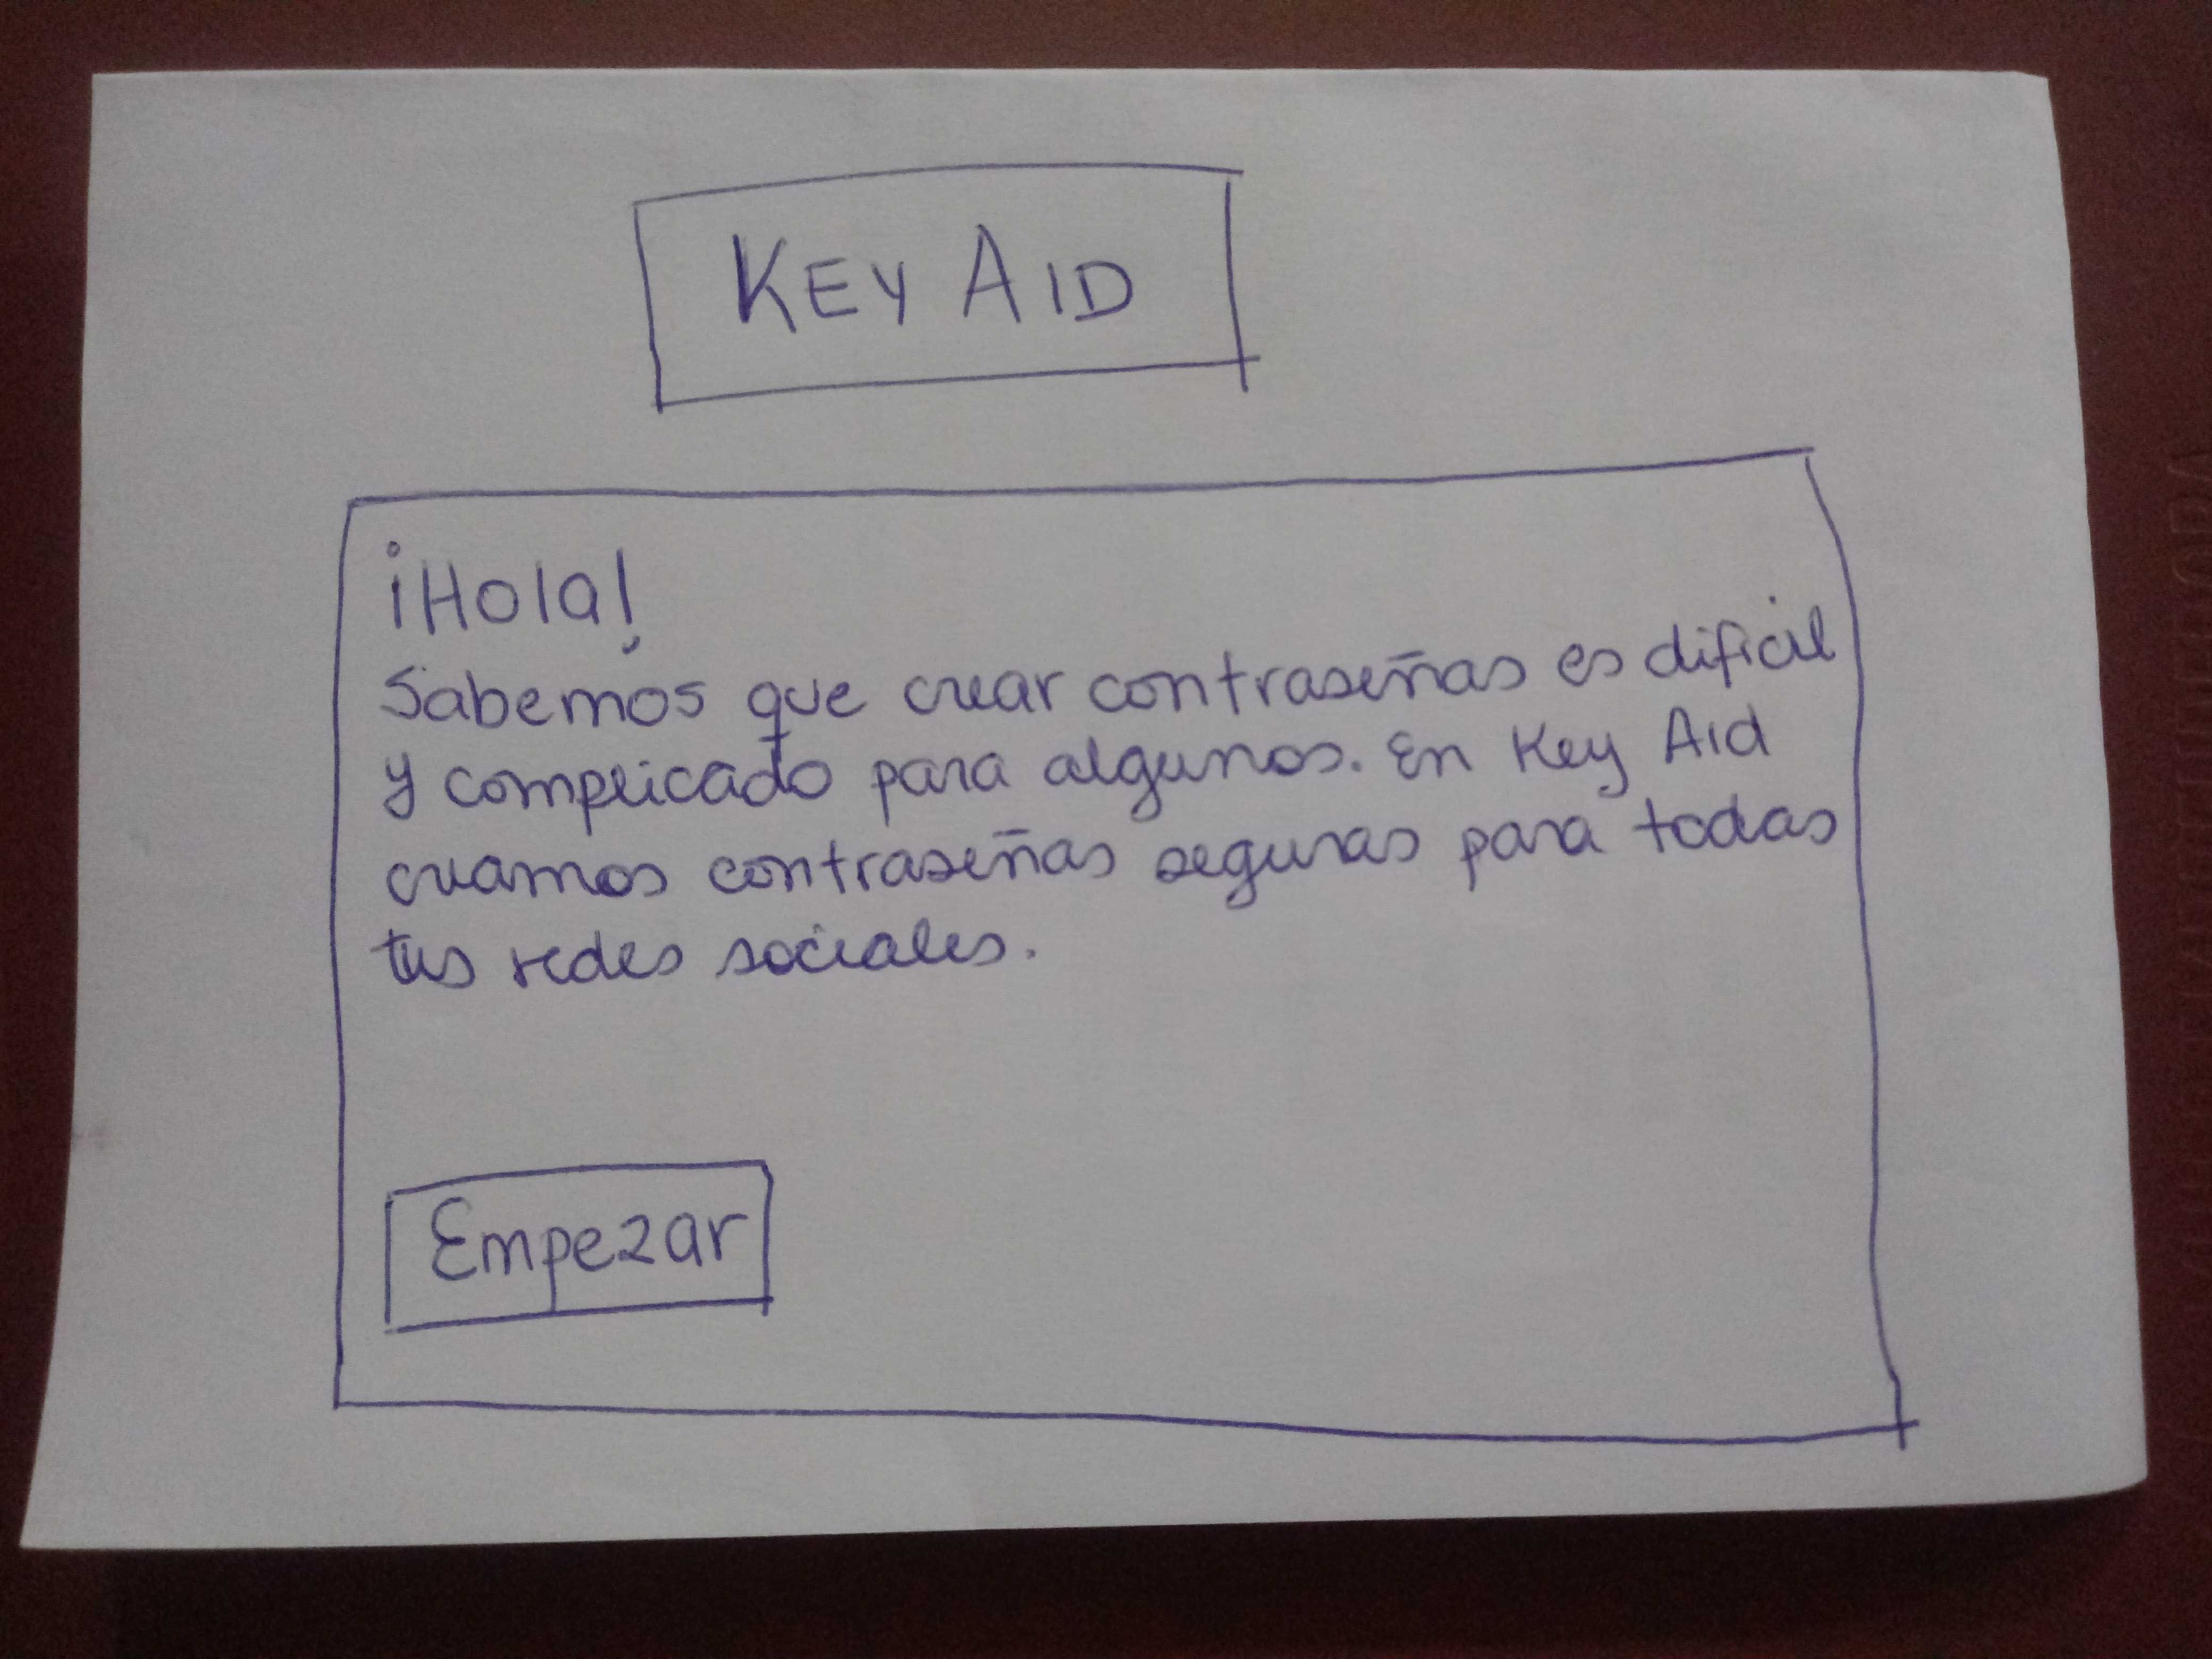 KEY AID
¡Hola!
Sabemos que crear contraseñas es dificil
y complicado para algunos. En Key Aid
creamos contraseñas seguras para todas
tus redes sociales.
Empezar